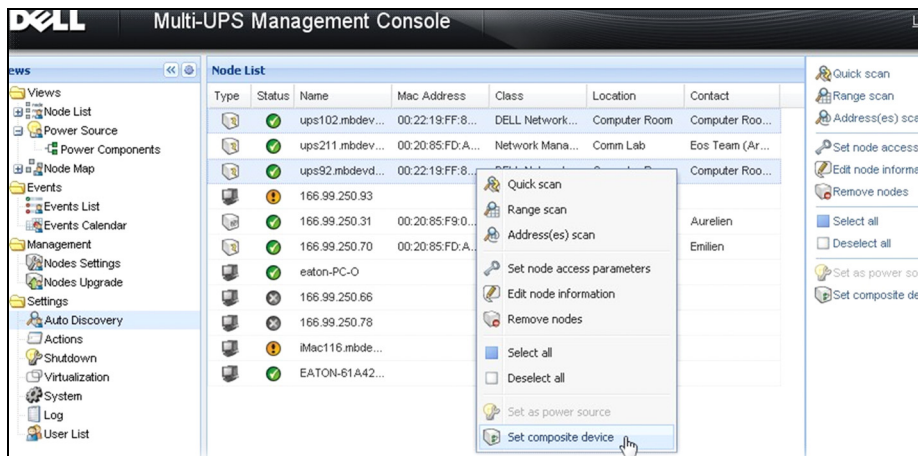 DELL
Multi-UPS Management Console
Views
Node List
Power Source
Power Components
Node Map
Events
Events List
Events Calendar
Management
Nodes Settings
Nodes Upgrade
Settings
Auto Discovery
Actions
Shutdown
Virtualization
System
Log
User List
Node List
Type Status Name Mac Address Class Location Contact
ups102.mbdev... 00:22:19:FF:8... DELL Network... Computer Room Computer Roo...
ups211.mbdev... 00:20:85:FD:A... Network Mana... Comm Lab Eos Team (Ar...
ups92.mbdevd... 00:22:19:FF:8... Computer Roo...
166.99.250.93
166.99.250.31 00:20:85:F9:0... Aurelien
166.99.250.70 00:20:85:FD:A... Emilien
eaton-PC-O
166.99.250.66
166.99.250.78
iMac116.mbde...
EATON-61A42...
Quick scan
Range scan
Address(es) scan
Set node access parameters
Edit node information
Remove nodes
Select all
Deselect all
Set as power source
Set composite device
Quick scan
Range scan
Address(es) sca
Set node access
Edit node informa
Remove nodes
Select all
Deselect all
Set as power so
Set composite de